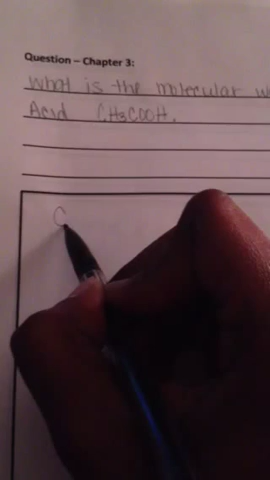 Question – Chapter 3:
What is the molecular
Acid CH3COOH.
C